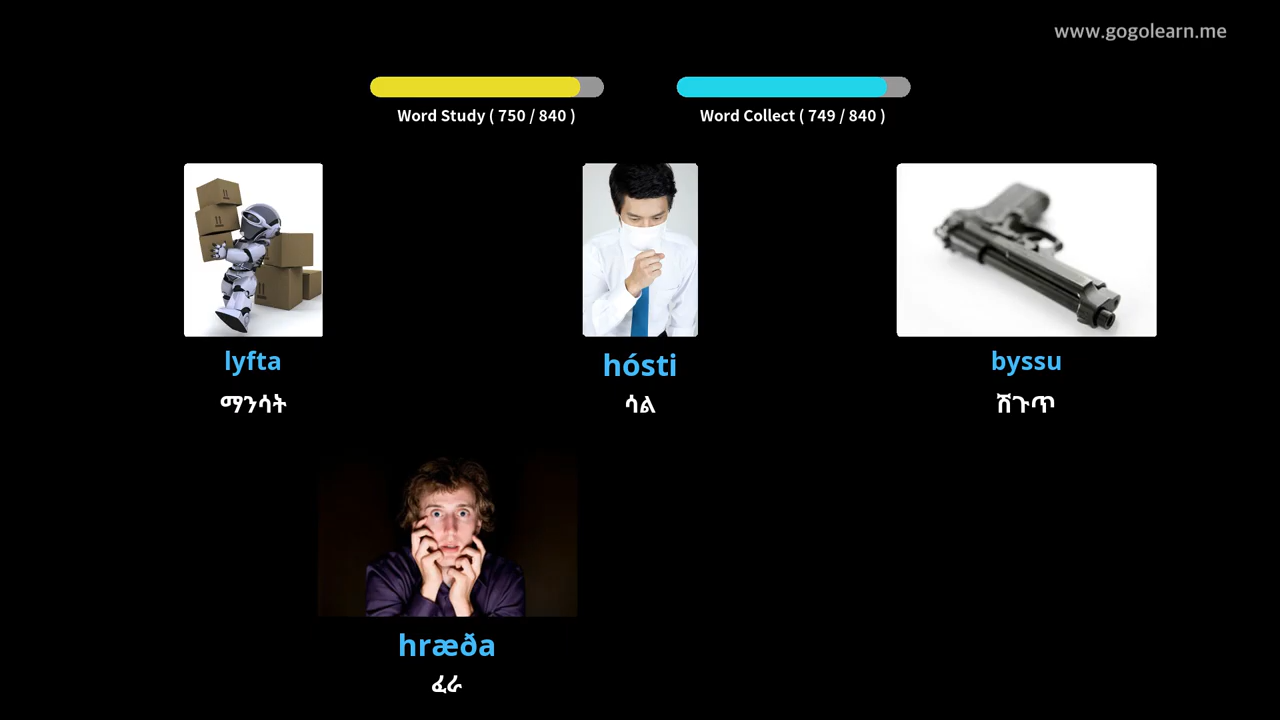 www.gogolearn.me
Word Study ( 750 / 840 )
Word Collect ( 749 / 840 )
lyfta
hósti
byssu
ማንሳት
ሳል
ሽጉጥ
hræða
ፈራ